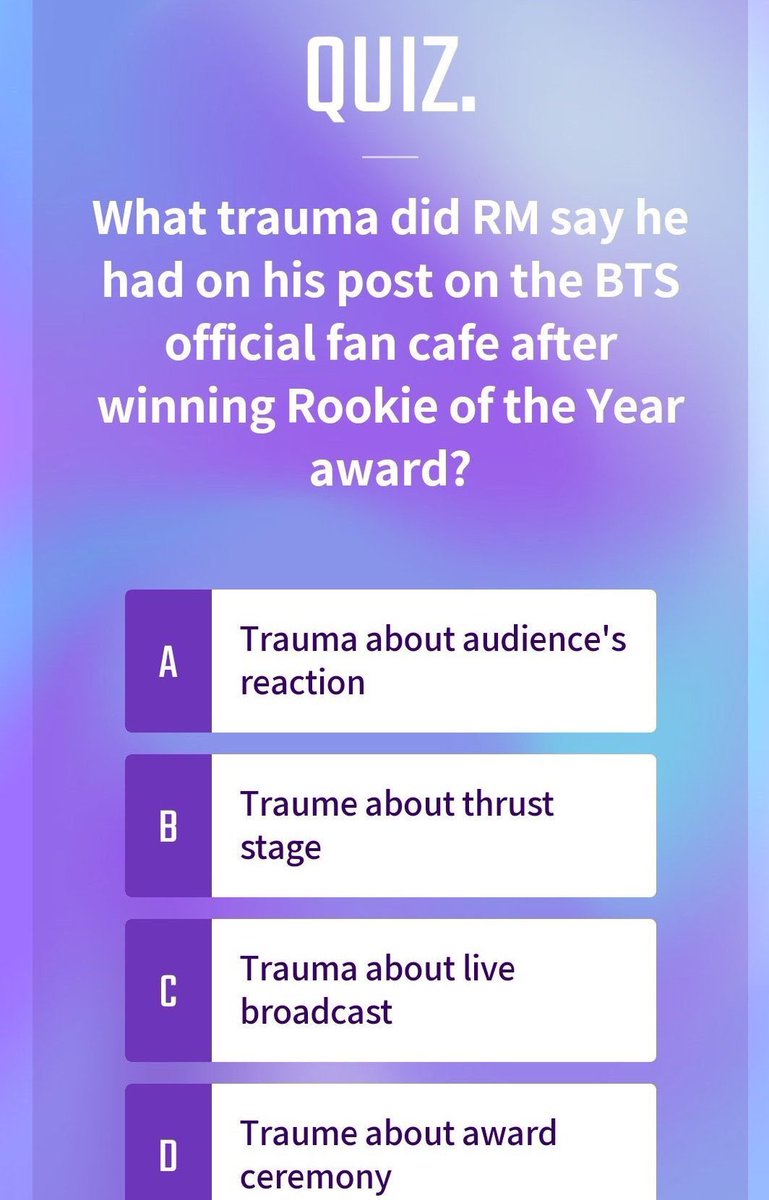 QUIZ.
What trauma did RM say he
had on his post on the BTS
official fan cafe after
winning Rookie of the Year
award?
A
Trauma about audience's
reaction
B
Traume about thrust
stage
C
Trauma about live
broadcast
D
Traume about award
ceremony